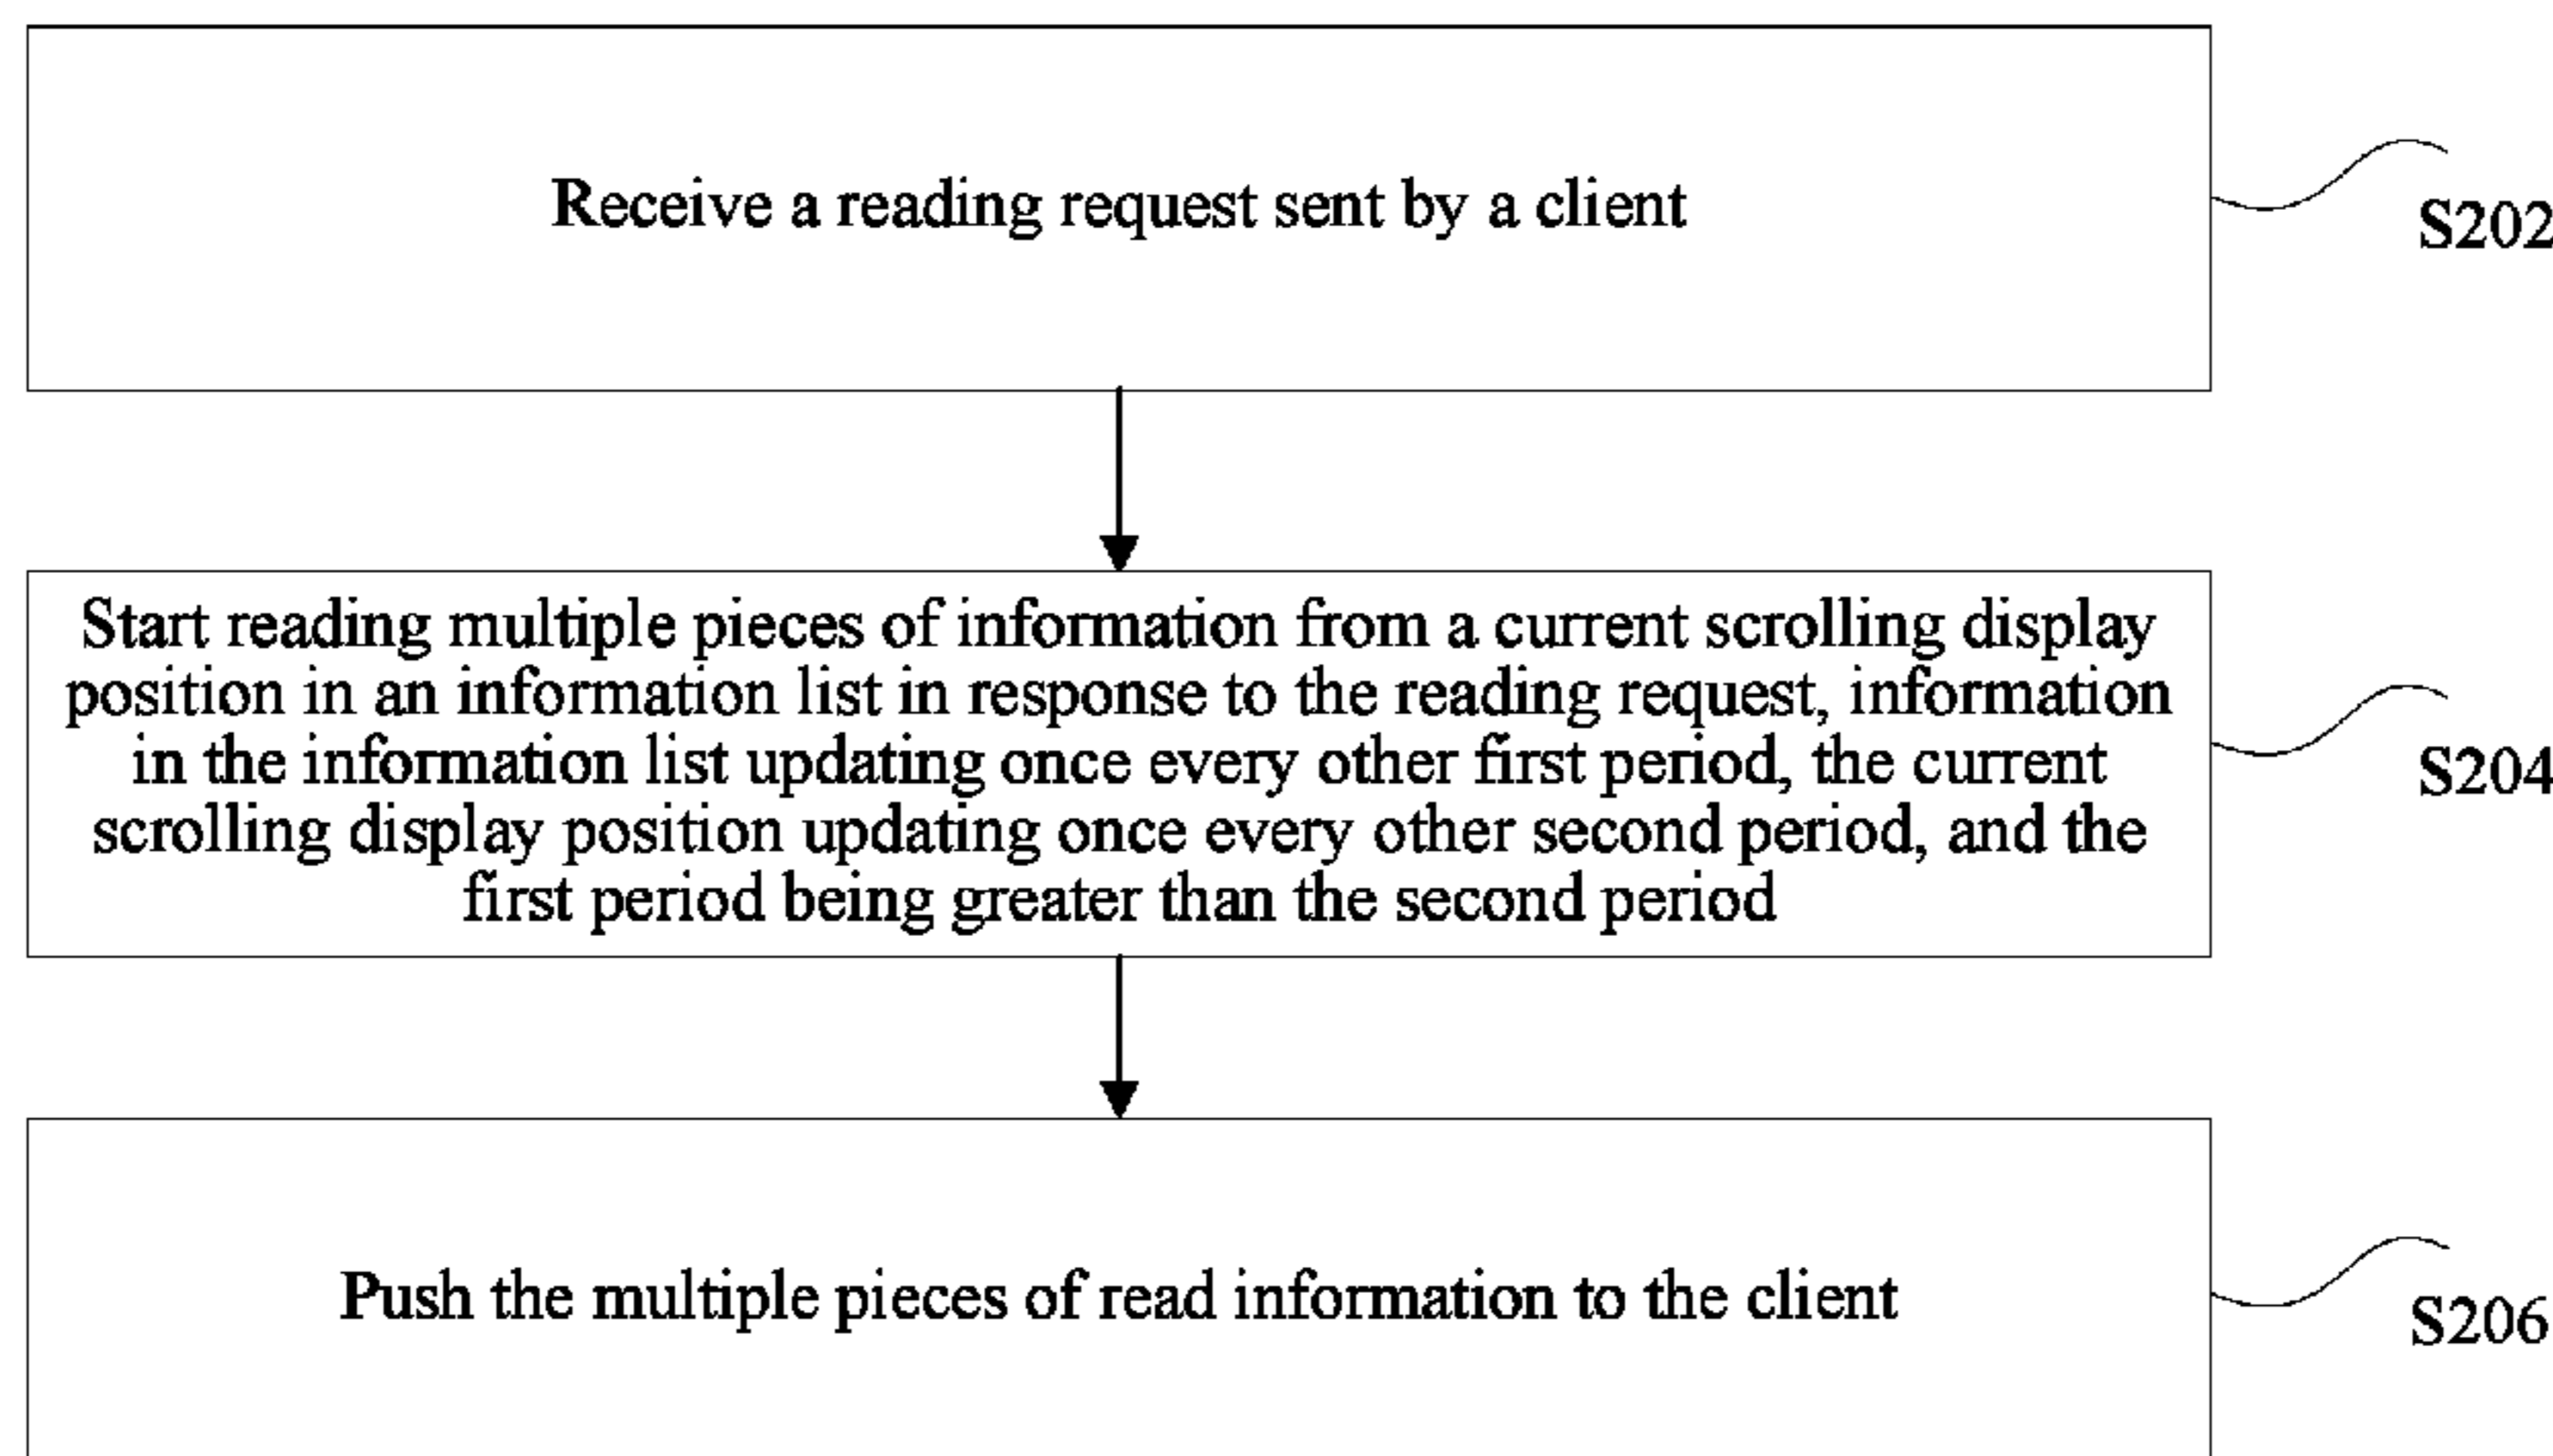 Receive a reading request sent by a client
S202
Start reading multiple pieces of information from a current scrolling display
position in an information list in response to the reading request, information
in the information list updating once every other first period, the current
scrolling display position updating once every other second period, and the
first period being greater than the second period
S204
Push the multiple pieces of read information to the client
S206